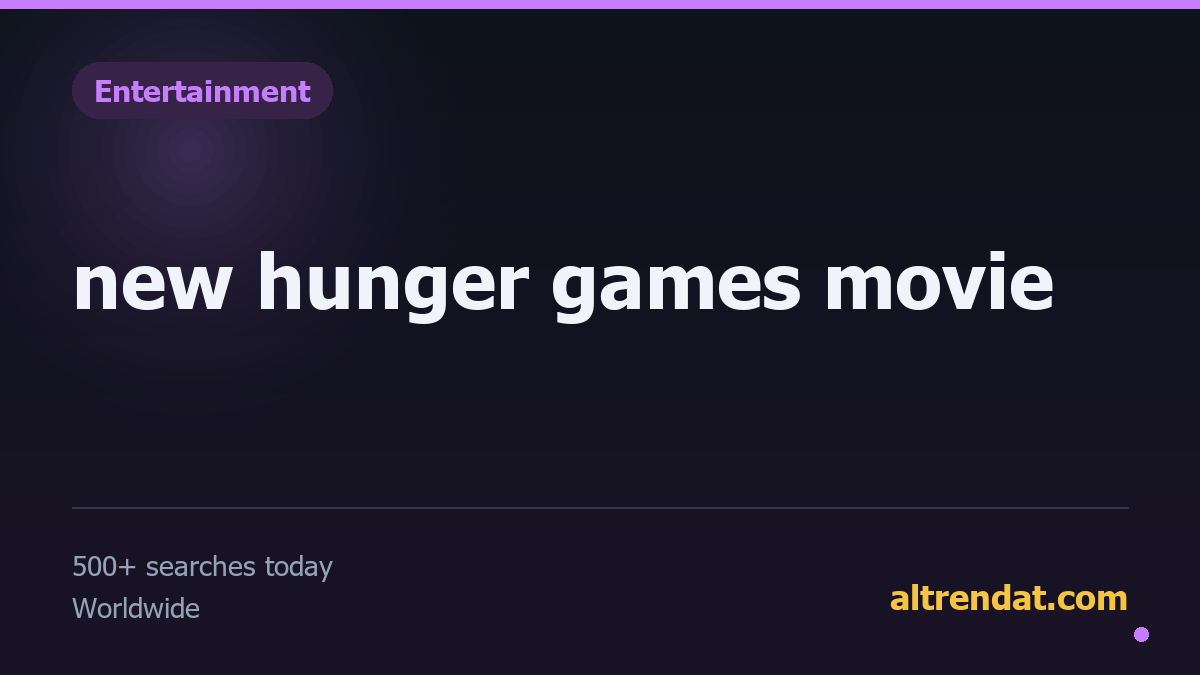 Entertainment
new hunger games movie
500+ searches today
Worldwide
altrendat.com